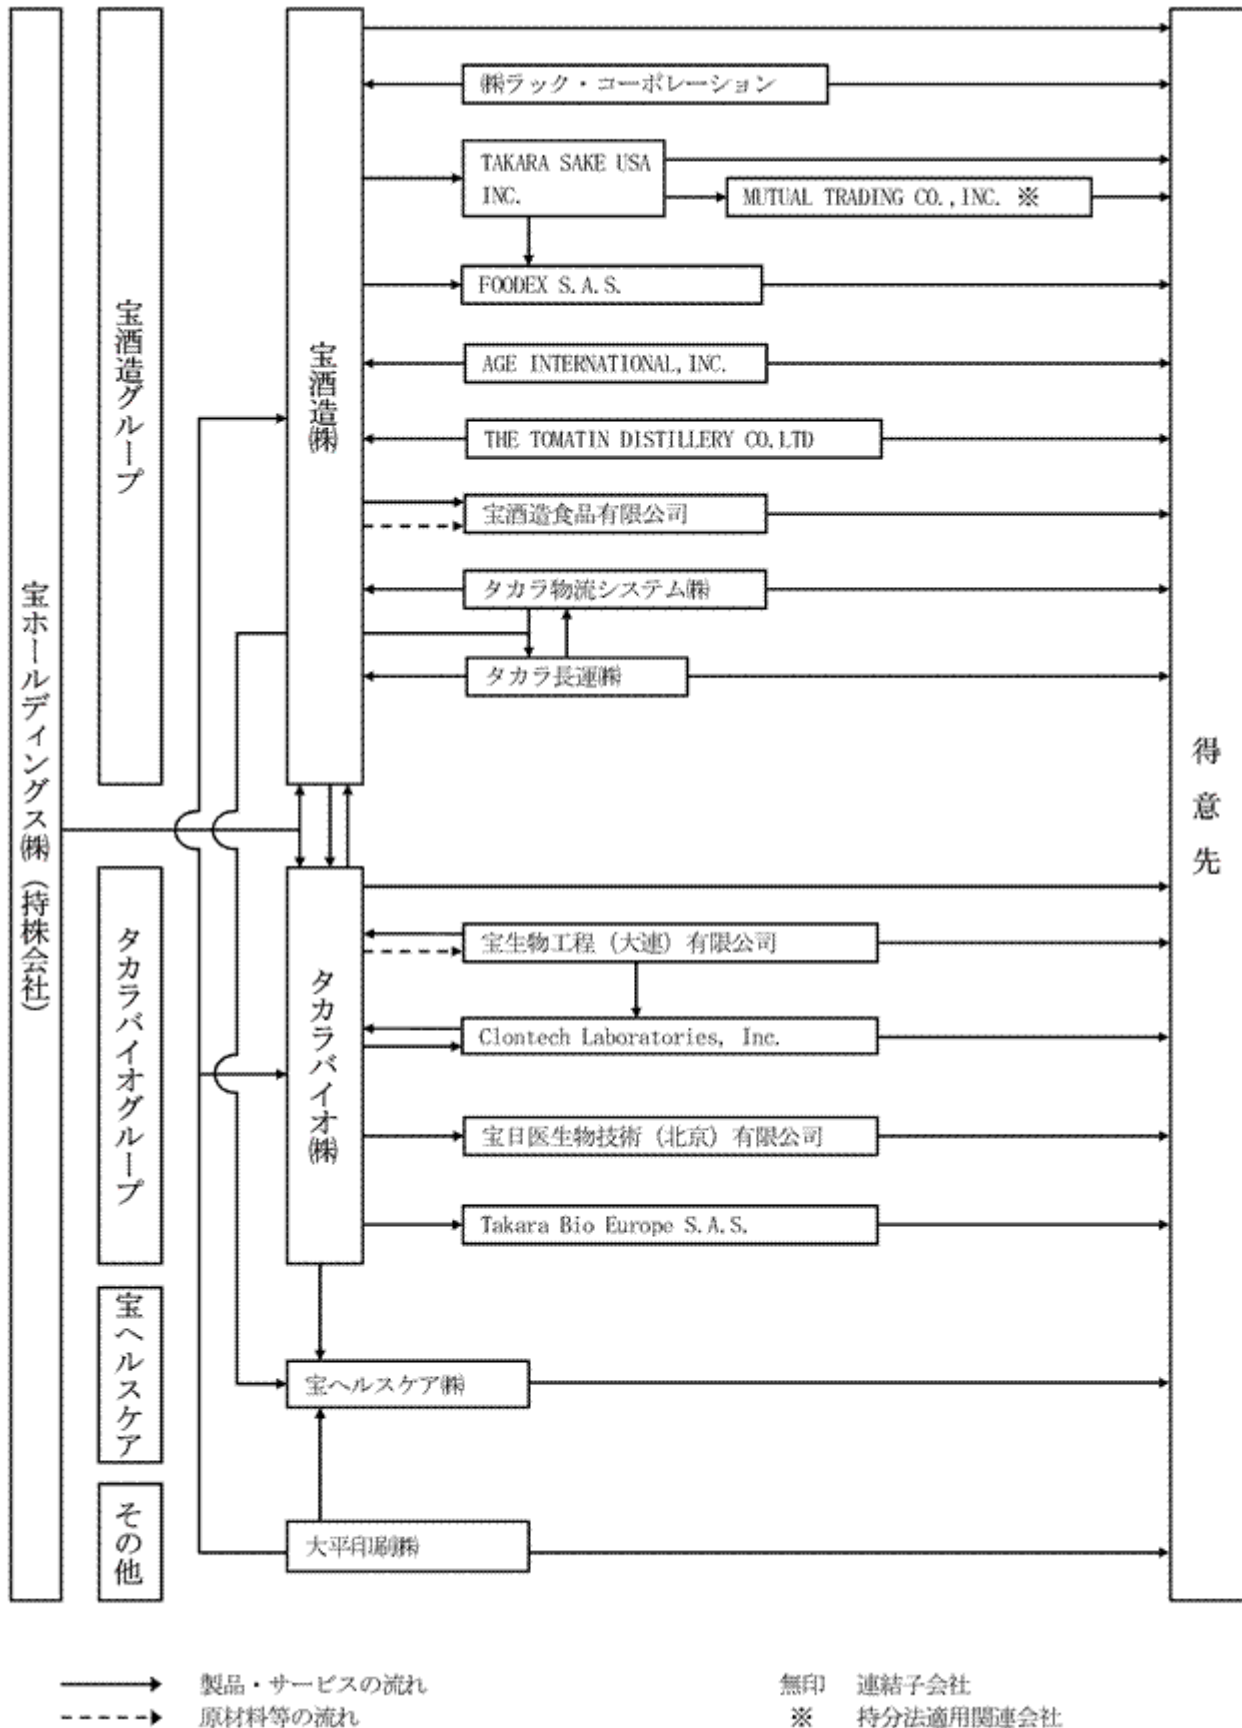 宝ホールディングス㈱（持株会社）
宝酒造グループ
宝酒造㈱
㈱ラック・コーポレーション
TAKARA SAKE USA
INC.
MUTUAL TRADING CO.,INC. ※
FOODEX S.A.S.
AGE INTERNATIONAL,INC.
THE TOMATIN DISTILLERY CO.LTD
宝酒造食品有限公司
タカラ物流システム㈱
タカラ長運㈱
得意先
タカラバイオグループ
タカラバイオ㈱
宝生物工程（大連）有限公司
Clontech Laboratories, Inc.
宝日医生物技術（北京）有限公司
Takara Bio Europe S.A.S.
宝ヘルスケア
宝ヘルスケア㈱
その他
大平印刷㈱
製品・サービスの流れ
原材料等の流れ
無印 連結子会社
※ 持分法適用関連会社